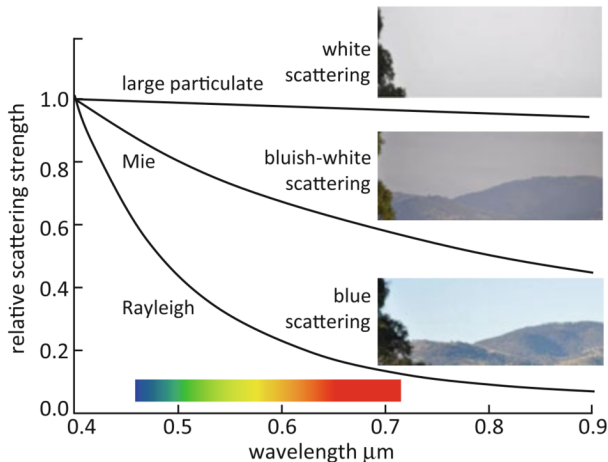 white
scattering
large particulate
1.0
Mie
bluish-white
scattering
0.8
0.6
relative scattering strength
Rayleigh
blue
scattering
0.4
0.2
0.0
0.4 0.5 0.6 0.7 0.8 0.9
wavelength μm